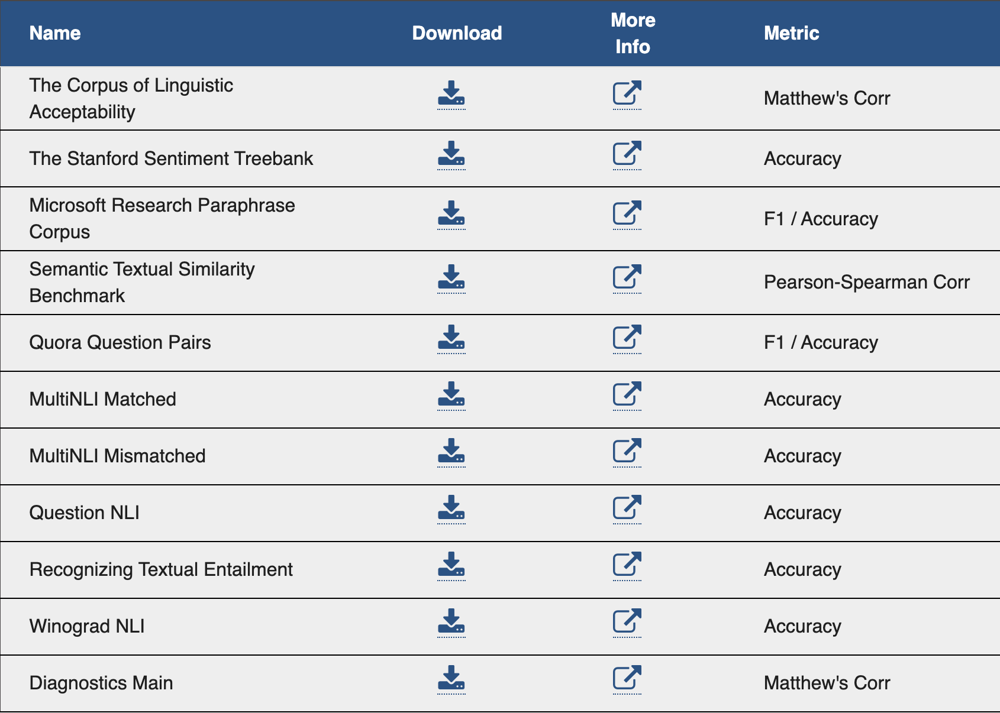 Name Download More Info Metric
The Corpus of Linguistic Acceptability Matthew's Corr
The Stanford Sentiment Treebank Accuracy
Microsoft Research Paraphrase Corpus F1 / Accuracy
Semantic Textual Similarity Benchmark Pearson-Spearman Corr
Quora Question Pairs F1 / Accuracy
MultiNLI Matched Accuracy
MultiNLI Mismatched Accuracy
Question NLI Accuracy
Recognizing Textual Entailment Accuracy
Winograd NLI Accuracy
Diagnostics Main Matthew's Corr